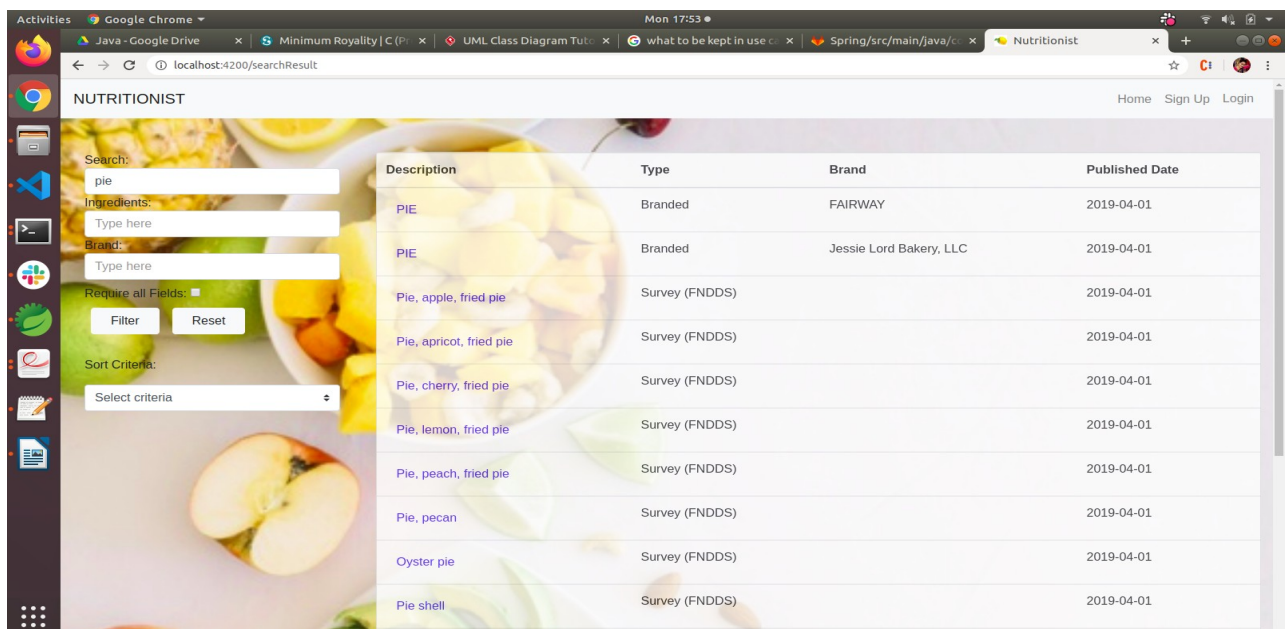 Activities Google Chrome Mon 17:53
Java - Google Drive Minimum Royality | C (Pr UML Class Diagram Tuto what to be kept in use ca Spring/src/main/java/co Nutritionist
localhost:4200/searchResult
NUTRITIONIST Home Sign Up Login
Search:
pie
Ingredients:
Type here
Brand:
Type here
Require all Fields:
Filter Reset
Sort Criteria:
Select criteria
Description Type Brand Published Date
PIE Branded FAIRWAY 2019-04-01
PIE Branded Jessie Lord Bakery, LLC 2019-04-01
Pie, apple, fried pie Survey (FNDDS) 2019-04-01
Pie, apricot, fried pie Survey (FNDDS) 2019-04-01
Pie, cherry, fried pie Survey (FNDDS) 2019-04-01
Pie, lemon, fried pie Survey (FNDDS) 2019-04-01
Pie, peach, fried pie Survey (FNDDS) 2019-04-01
Pie, pecan Survey (FNDDS) 2019-04-01
Oyster pie Survey (FNDDS) 2019-04-01
Pie shell Survey (FNDDS) 2019-04-01